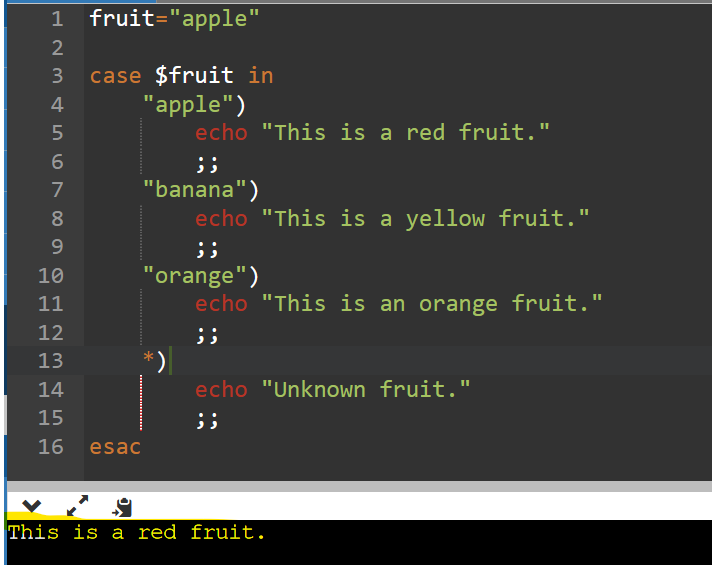 1 fruit="apple"
2
3 case $fruit in
4     "apple")
5         echo "This is a red fruit."
6         ;;
7     "banana")
8         echo "This is a yellow fruit."
9         ;;
10     "orange")
11         echo "This is an orange fruit."
12         ;;
13     *)
14         echo "Unknown fruit."
15         ;;
16 esac
This is a red fruit.